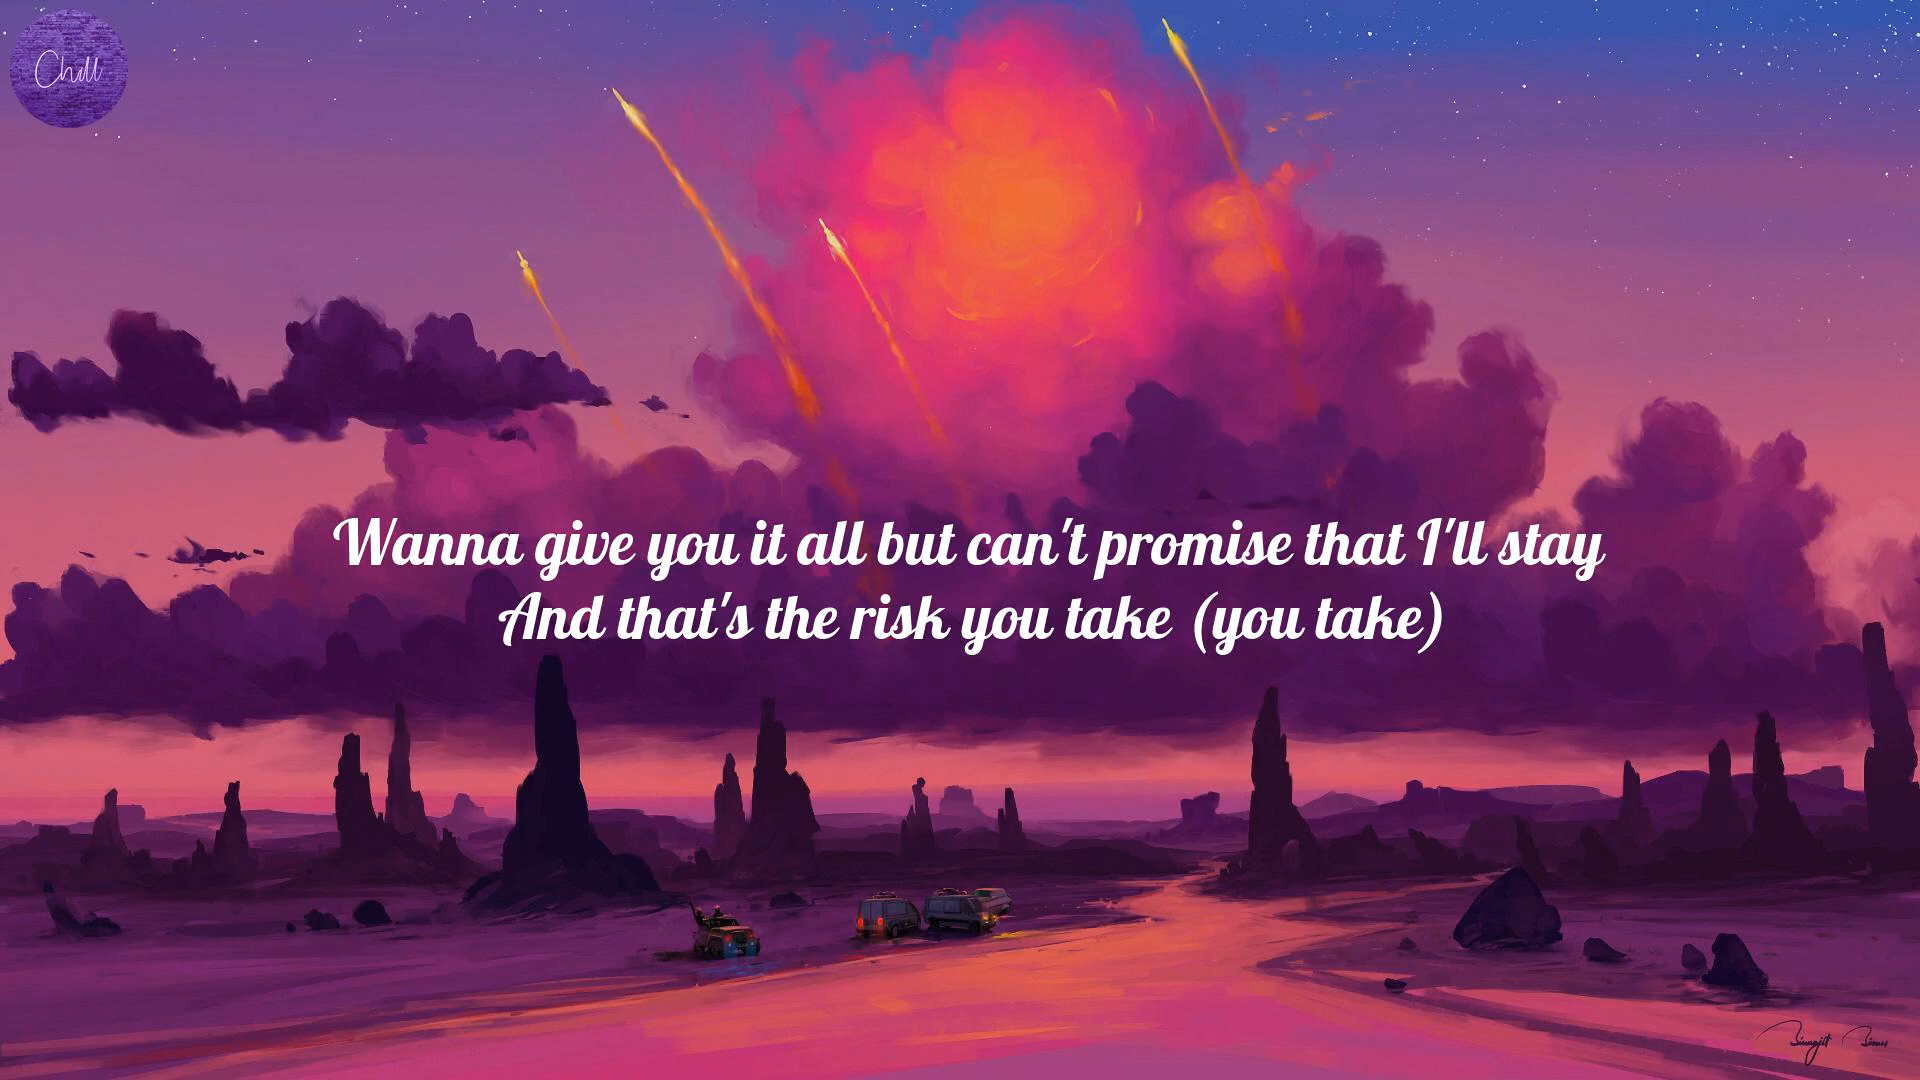 Chill
Wanna give you it all but can't promise that I'll stay
And that's the risk you take (you take)